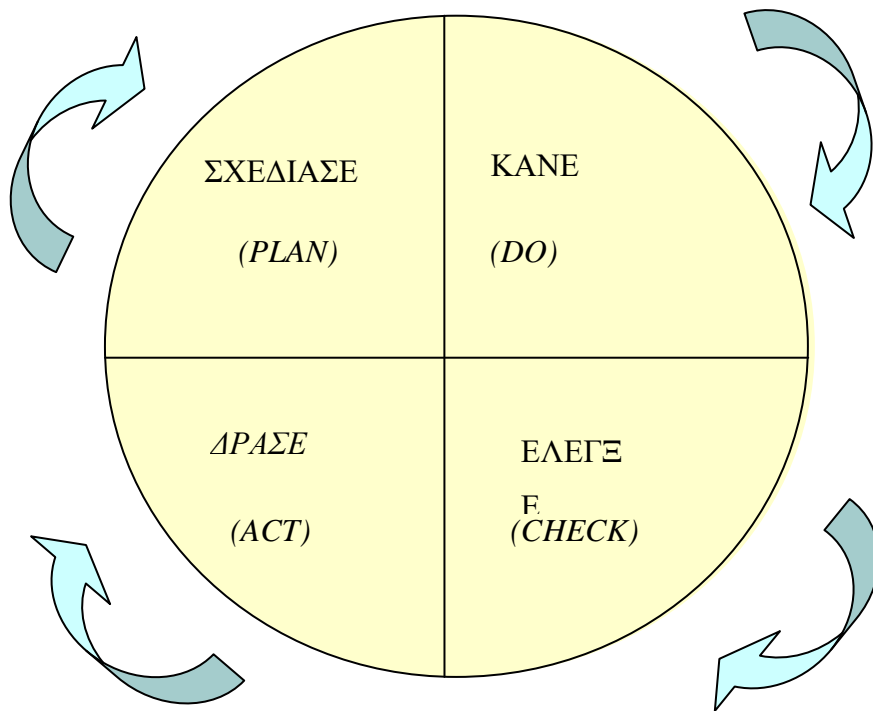 ΣΧΕΔΙΑΣΕ
(PLAN)
ΚΑΝΕ
(DO)
ΔΡΑΣΕ
(ACT)
ΕΛΕΓΞ
Ε
(CHECK)